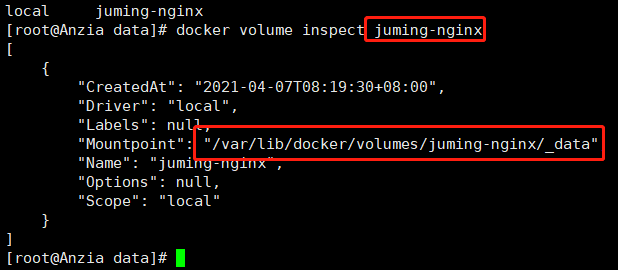 local     juming-nginx
[root@Anzia data]# docker volume inspect juming-nginx
[
    {
        "CreatedAt": "2021-04-07T08:19:30+08:00",
        "Driver": "local",
        "Labels": null,
        "Mountpoint": "/var/lib/docker/volumes/juming-nginx/_data"
        "Name": "juming-nginx",
        "Options": null,
        "Scope": "local"
    }
]
[root@Anzia data]#